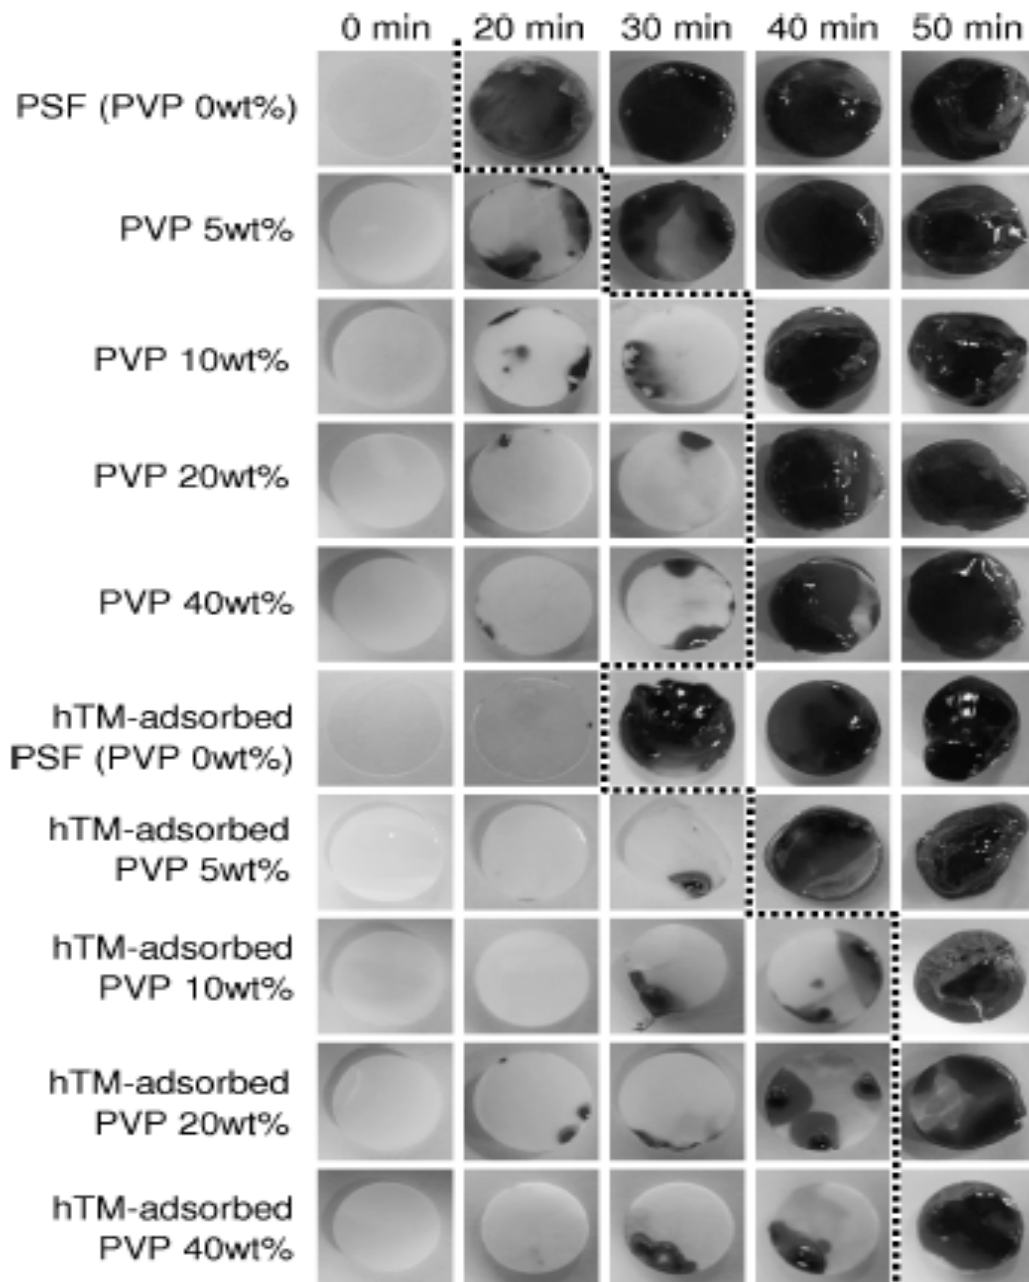 0 min 20 min 30 min 40 min 50 min
PSF (PVP 0wt%)
PVP 5wt%
PVP 10wt%
PVP 20wt%
PVP 40wt%
hTM-adsorbed
PSF (PVP 0wt%)
hTM-adsorbed
PVP 5wt%
hTM-adsorbed
PVP 10wt%
hTM-adsorbed
PVP 20wt%
hTM-adsorbed
PVP 40wt%